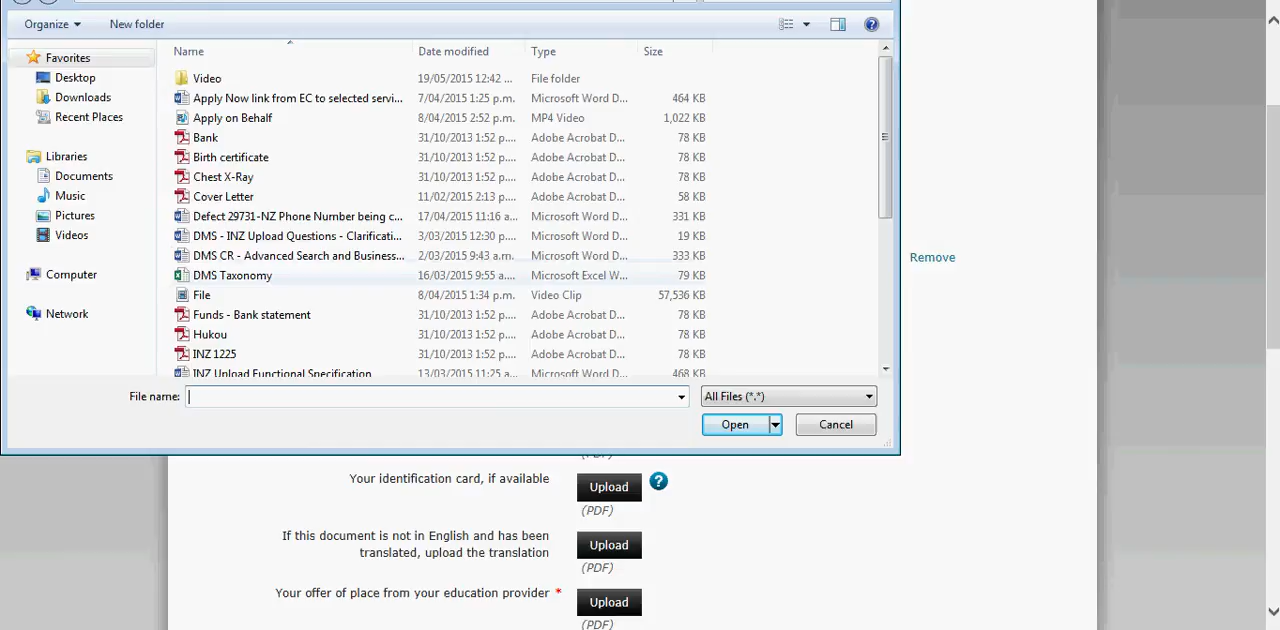 Organize New folder
Name Date modified Type Size
Favorites
Desktop
Downloads
Recent Places
Libraries
Documents
Music
Pictures
Videos
Computer
Network
Video 19/05/2015 12:42 ... File folder
Apply Now link from EC to selected servi... 7/04/2015 1:25 p.m. Microsoft Word D... 464 KB
Apply on Behalf 8/04/2015 2:52 p.m. MP4 Video 1,022 KB
Bank 31/10/2013 1:52 p.... Adobe Acrobat D... 78 KB
Birth certificate 31/10/2013 1:52 p.... Adobe Acrobat D... 78 KB
Chest X-Ray 31/10/2013 1:52 p.... Adobe Acrobat D... 78 KB
Cover Letter 11/02/2015 2:13 p.... Adobe Acrobat D... 58 KB
Defect 29731-NZ Phone Number being c... 17/04/2015 11:16 a... Microsoft Word D... 331 KB
DMS - INZ Upload Questions - Clarificati... 3/03/2015 12:30 p.m. Microsoft Word D... 19 KB
DMS CR - Advanced Search and Business... 2/03/2015 9:43 a.m. Microsoft Word D... 333 KB
DMS Taxonomy 16/03/2015 9:55 a.... Microsoft Excel W... 79 KB
File 8/04/2015 1:34 p.m. Video Clip 57,536 KB
Funds - Bank statement 31/10/2013 1:52 p.... Adobe Acrobat D... 78 KB
Hukou 31/10/2013 1:52 p.... Adobe Acrobat D... 78 KB
INZ 1225 31/10/2013 1:52 p.... Adobe Acrobat D... 78 KB
INZ Upload Functional Specification 13/03/2015 11:25 a... Microsoft Word D... 468 KB
File name: All Files (*.*)
Open Cancel
Remove
(PDF)
Your identification card, if available Upload ?
(PDF)
If this document is not in English and has been
translated, upload the translation Upload
(PDF)
Your offer of place from your education provider * Upload
(PDF)